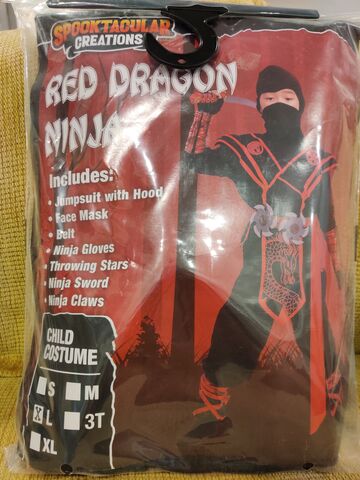 SPOOKTACULAR
CREATIONS
RED DRAGON
NINJA
Includes:
• Jumpsuit with Hood
• Face Mask
• Belt
• Ninja Gloves
• Throwing Stars
• Ninja Sword
• Ninja Claws
CHILD
COSTUME
S M
X L 3T
XL